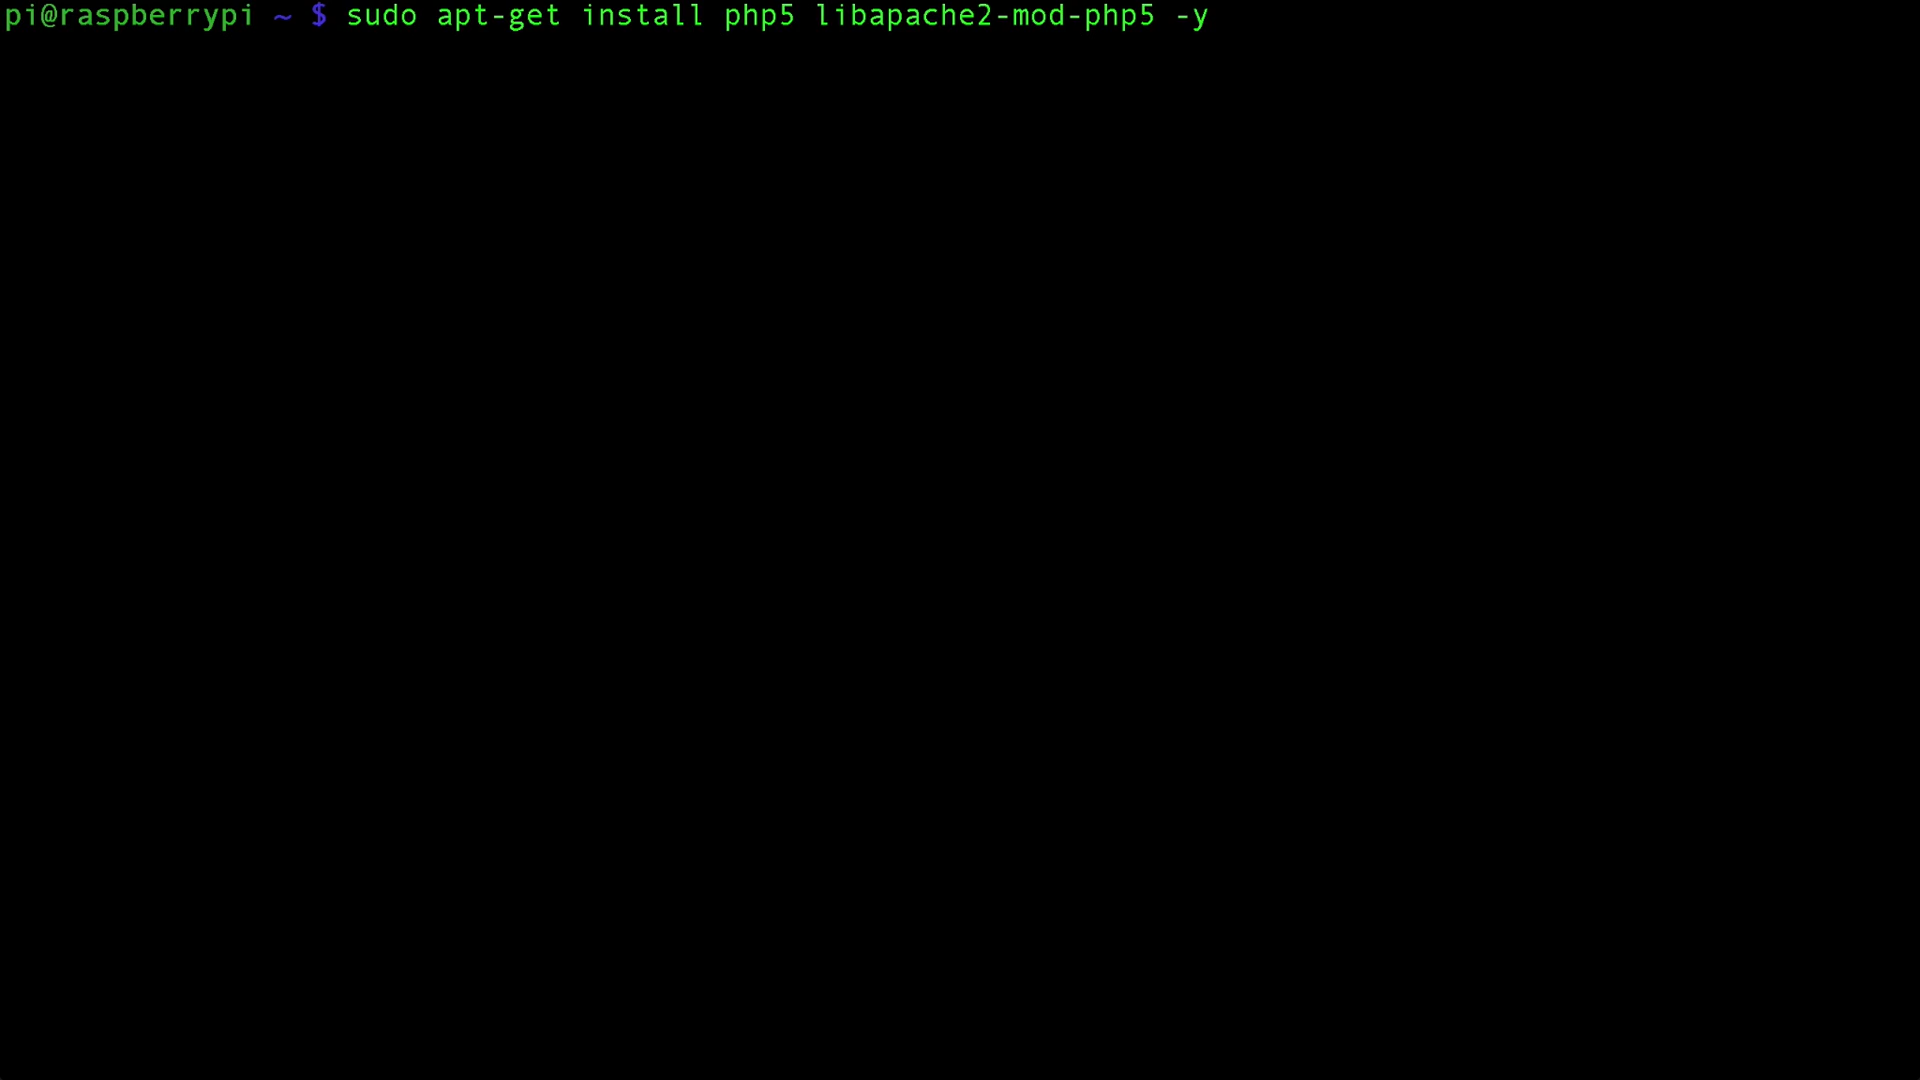 pi@raspberrypi ~ $ sudo apt-get install php5 libapache2-mod-php5 -y